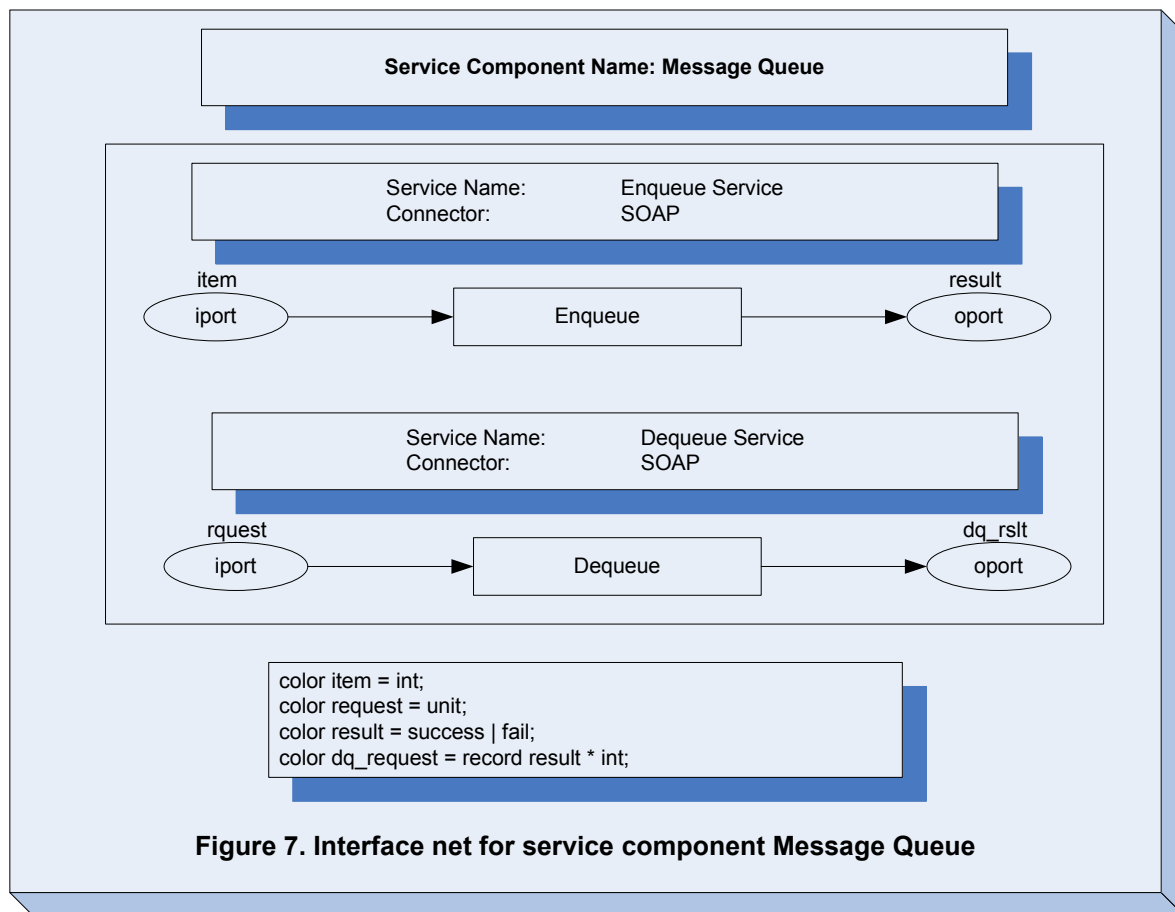 Service Component Name: Message Queue
Service Name: Enqueue Service
Connector: SOAP
item result
iport Enqueue oport
Service Name: Dequeue Service
Connector: SOAP
rquest dq_rslt
iport Dequeue oport
color item = int;
color request = unit;
color result = success | fail;
color dq_request = record result * int;
Figure 7. Interface net for service component Message Queue